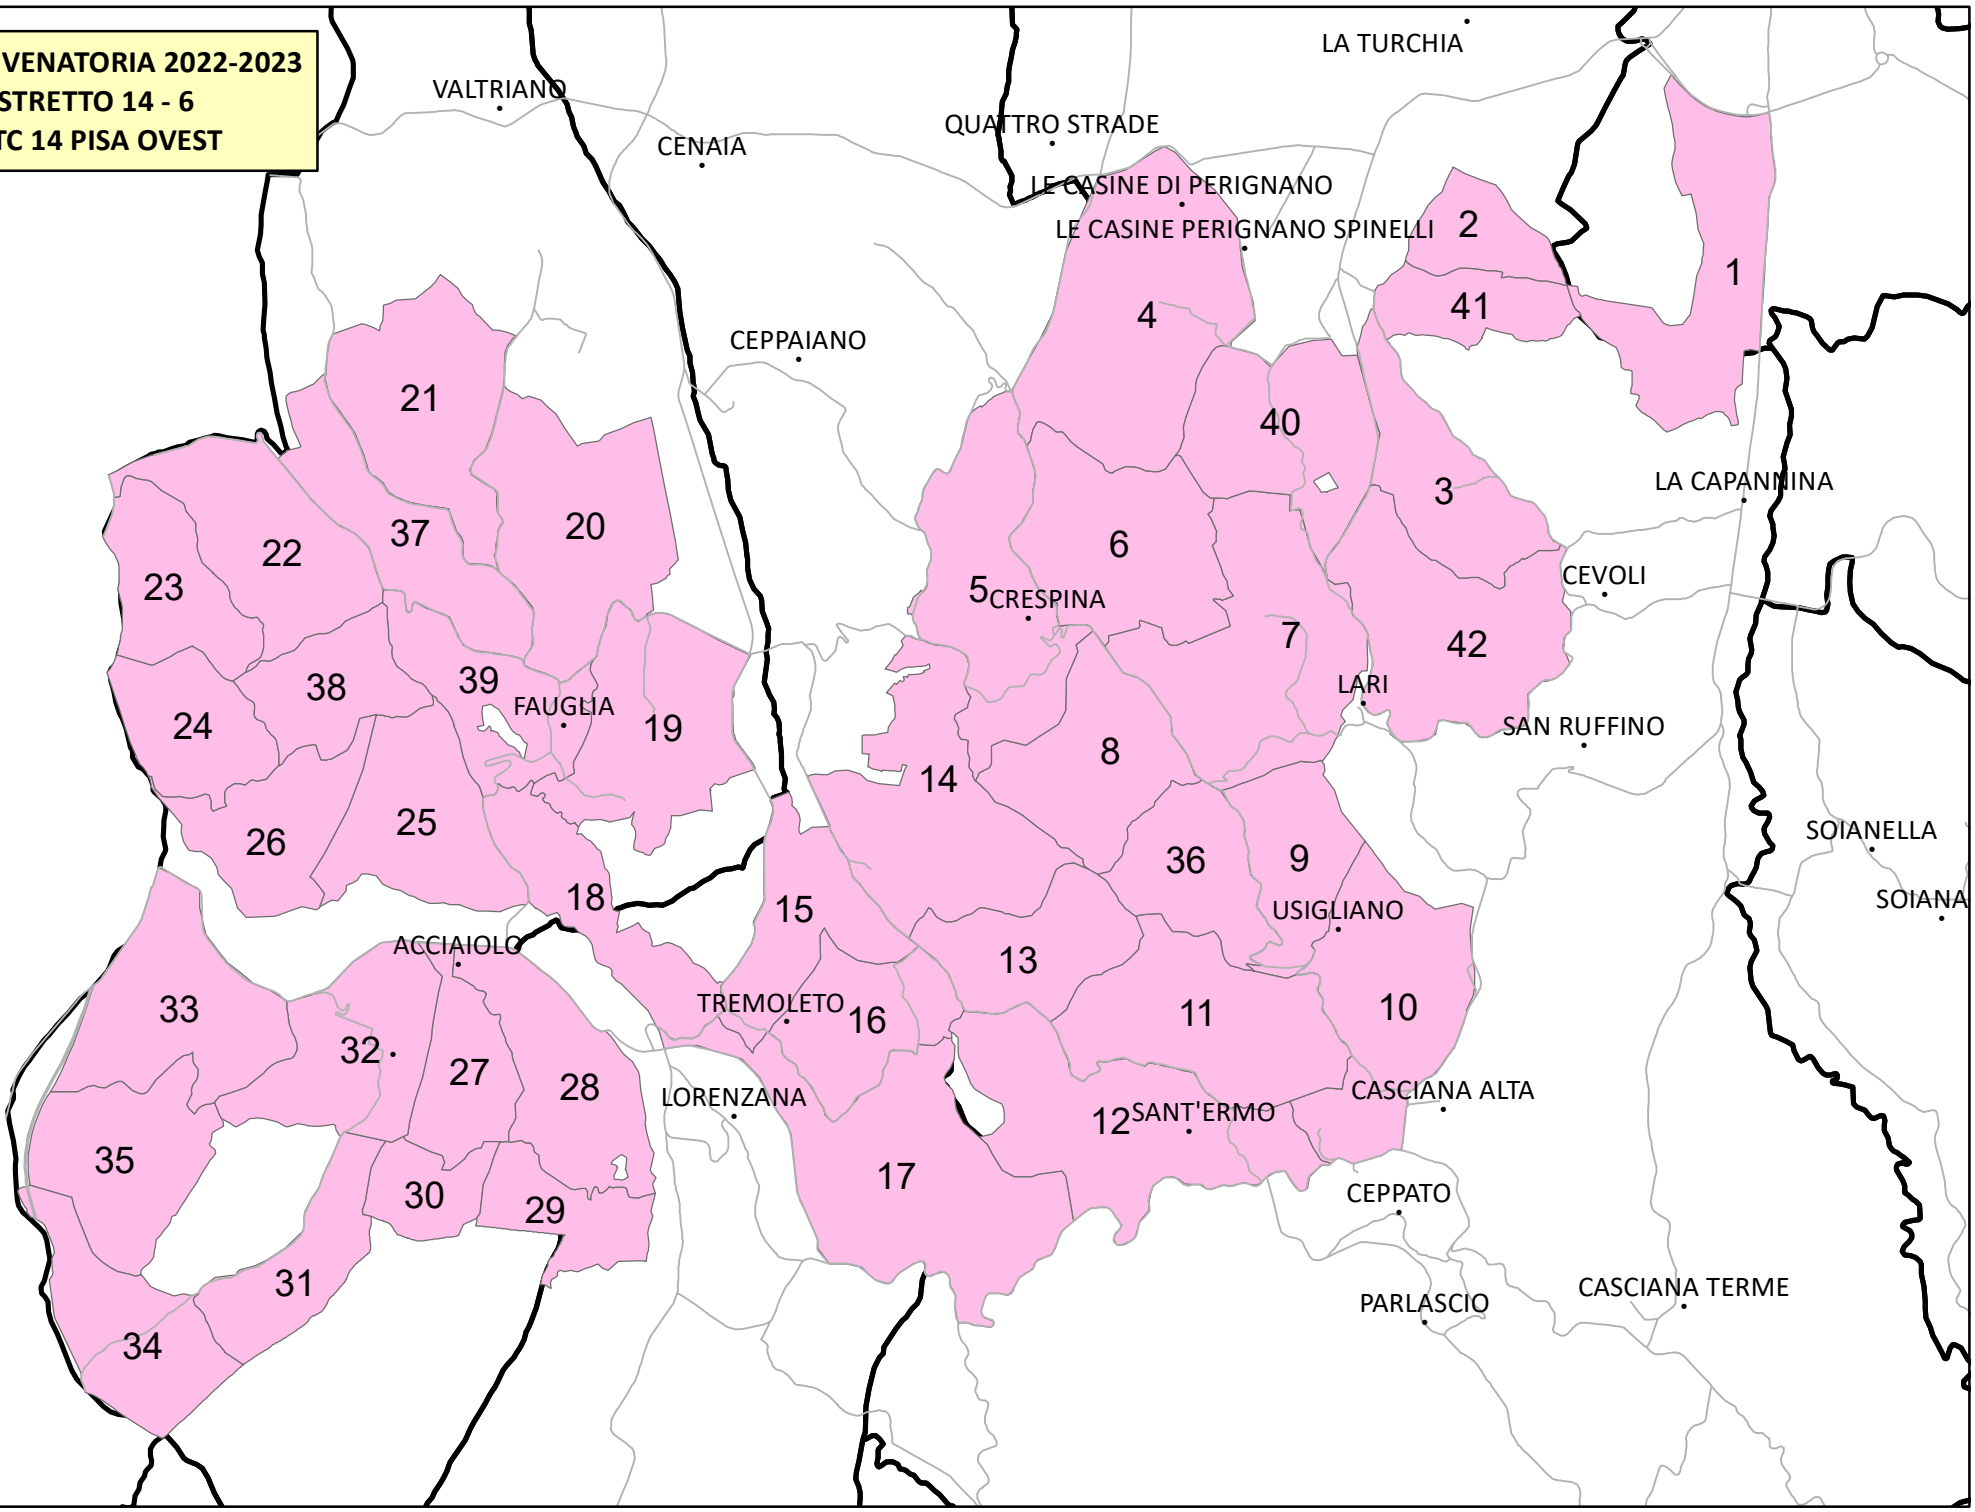 VENATORIA 2022-2023
STRETTO 14 - 6
TC 14 PISA OVEST
LA TURCHIA
VALTRIANO
QUATTRO STRADE
CENAIA
LE CASINE DI PERIGNANO
2
LE CASINE PERIGNANO SPINELLI
1
41
4
CEPPAIANO
21
40
LA CAPANNINA
3
20
37
6
22
CEVOLI
23
5
CRESPINA
7
42
39
38
LARI
FAUGLIA
24
19
SAN RUFFINO
8
14
25
SOIANELLA
26
36
9
18
SOIANA
15
USIGLIANO
ACCIAIOLO
13
TREMOLETO
33
10
11
16
32
27
28
CASCIANA ALTA
LORENZANA
12
SANT'ERMO
35
17
30
CEPPATO
29
31
CASCIANA TERME
PARLASCIO
34